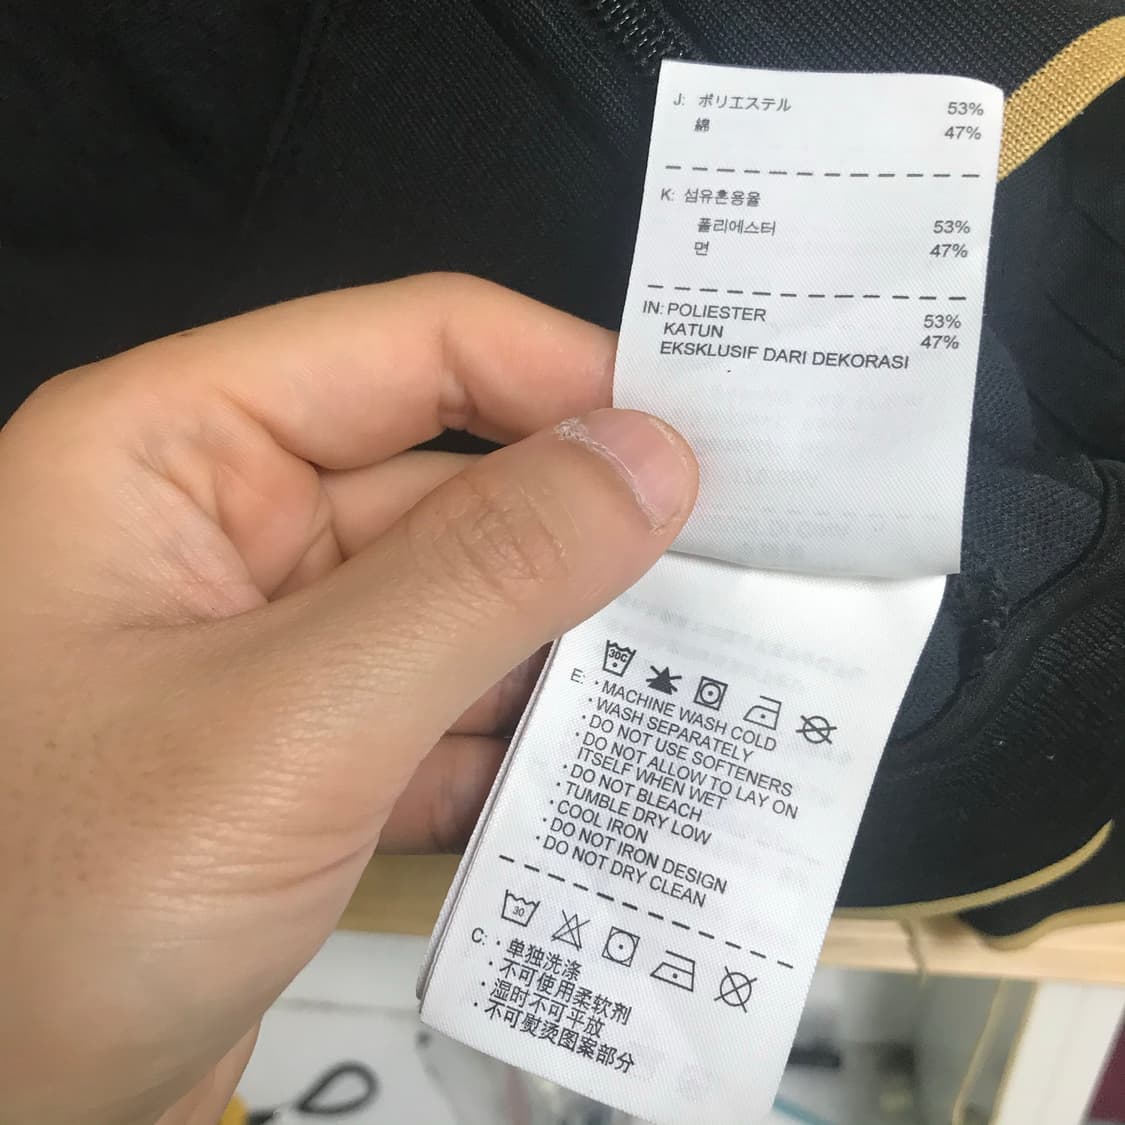 J: ポリエステル 53%
綿 47%
K: 섬유혼용율
폴리에스터 53%
면 47%
IN: POLIESTER 53%
KATUN 47%
EKSKLUSIF DARI DEKORASI
30C
E: · MACHINE WASH COLD
· WASH SEPARATELY
· DO NOT USE SOFTENERS
· DO NOT ALLOW TO LAY ON
ITSELF WHEN WET
· DO NOT BLEACH
· TUMBLE DRY LOW
· COOL IRON
· DO NOT IRON DESIGN
· DO NOT DRY CLEAN
30
C: · 单独洗涤
· 不可使用柔软剂
· 湿时不可平放
· 不可熨烫图案部分